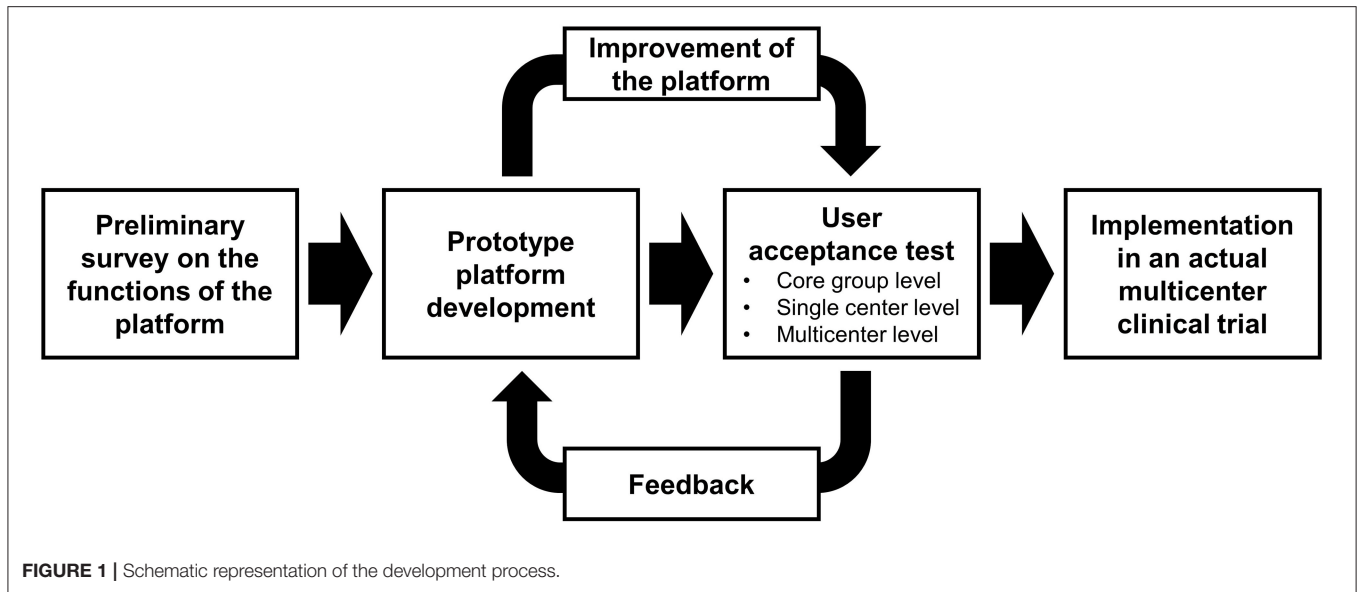 Improvement of
the platform
Preliminary
survey on the
functions of the
platform
Prototype
platform
development
User
acceptance test
• Core group level
• Single center level
• Multicenter level
Implementation
in an actual
multicenter
clinical trial
Feedback
FIGURE 1 | Schematic representation of the development process.